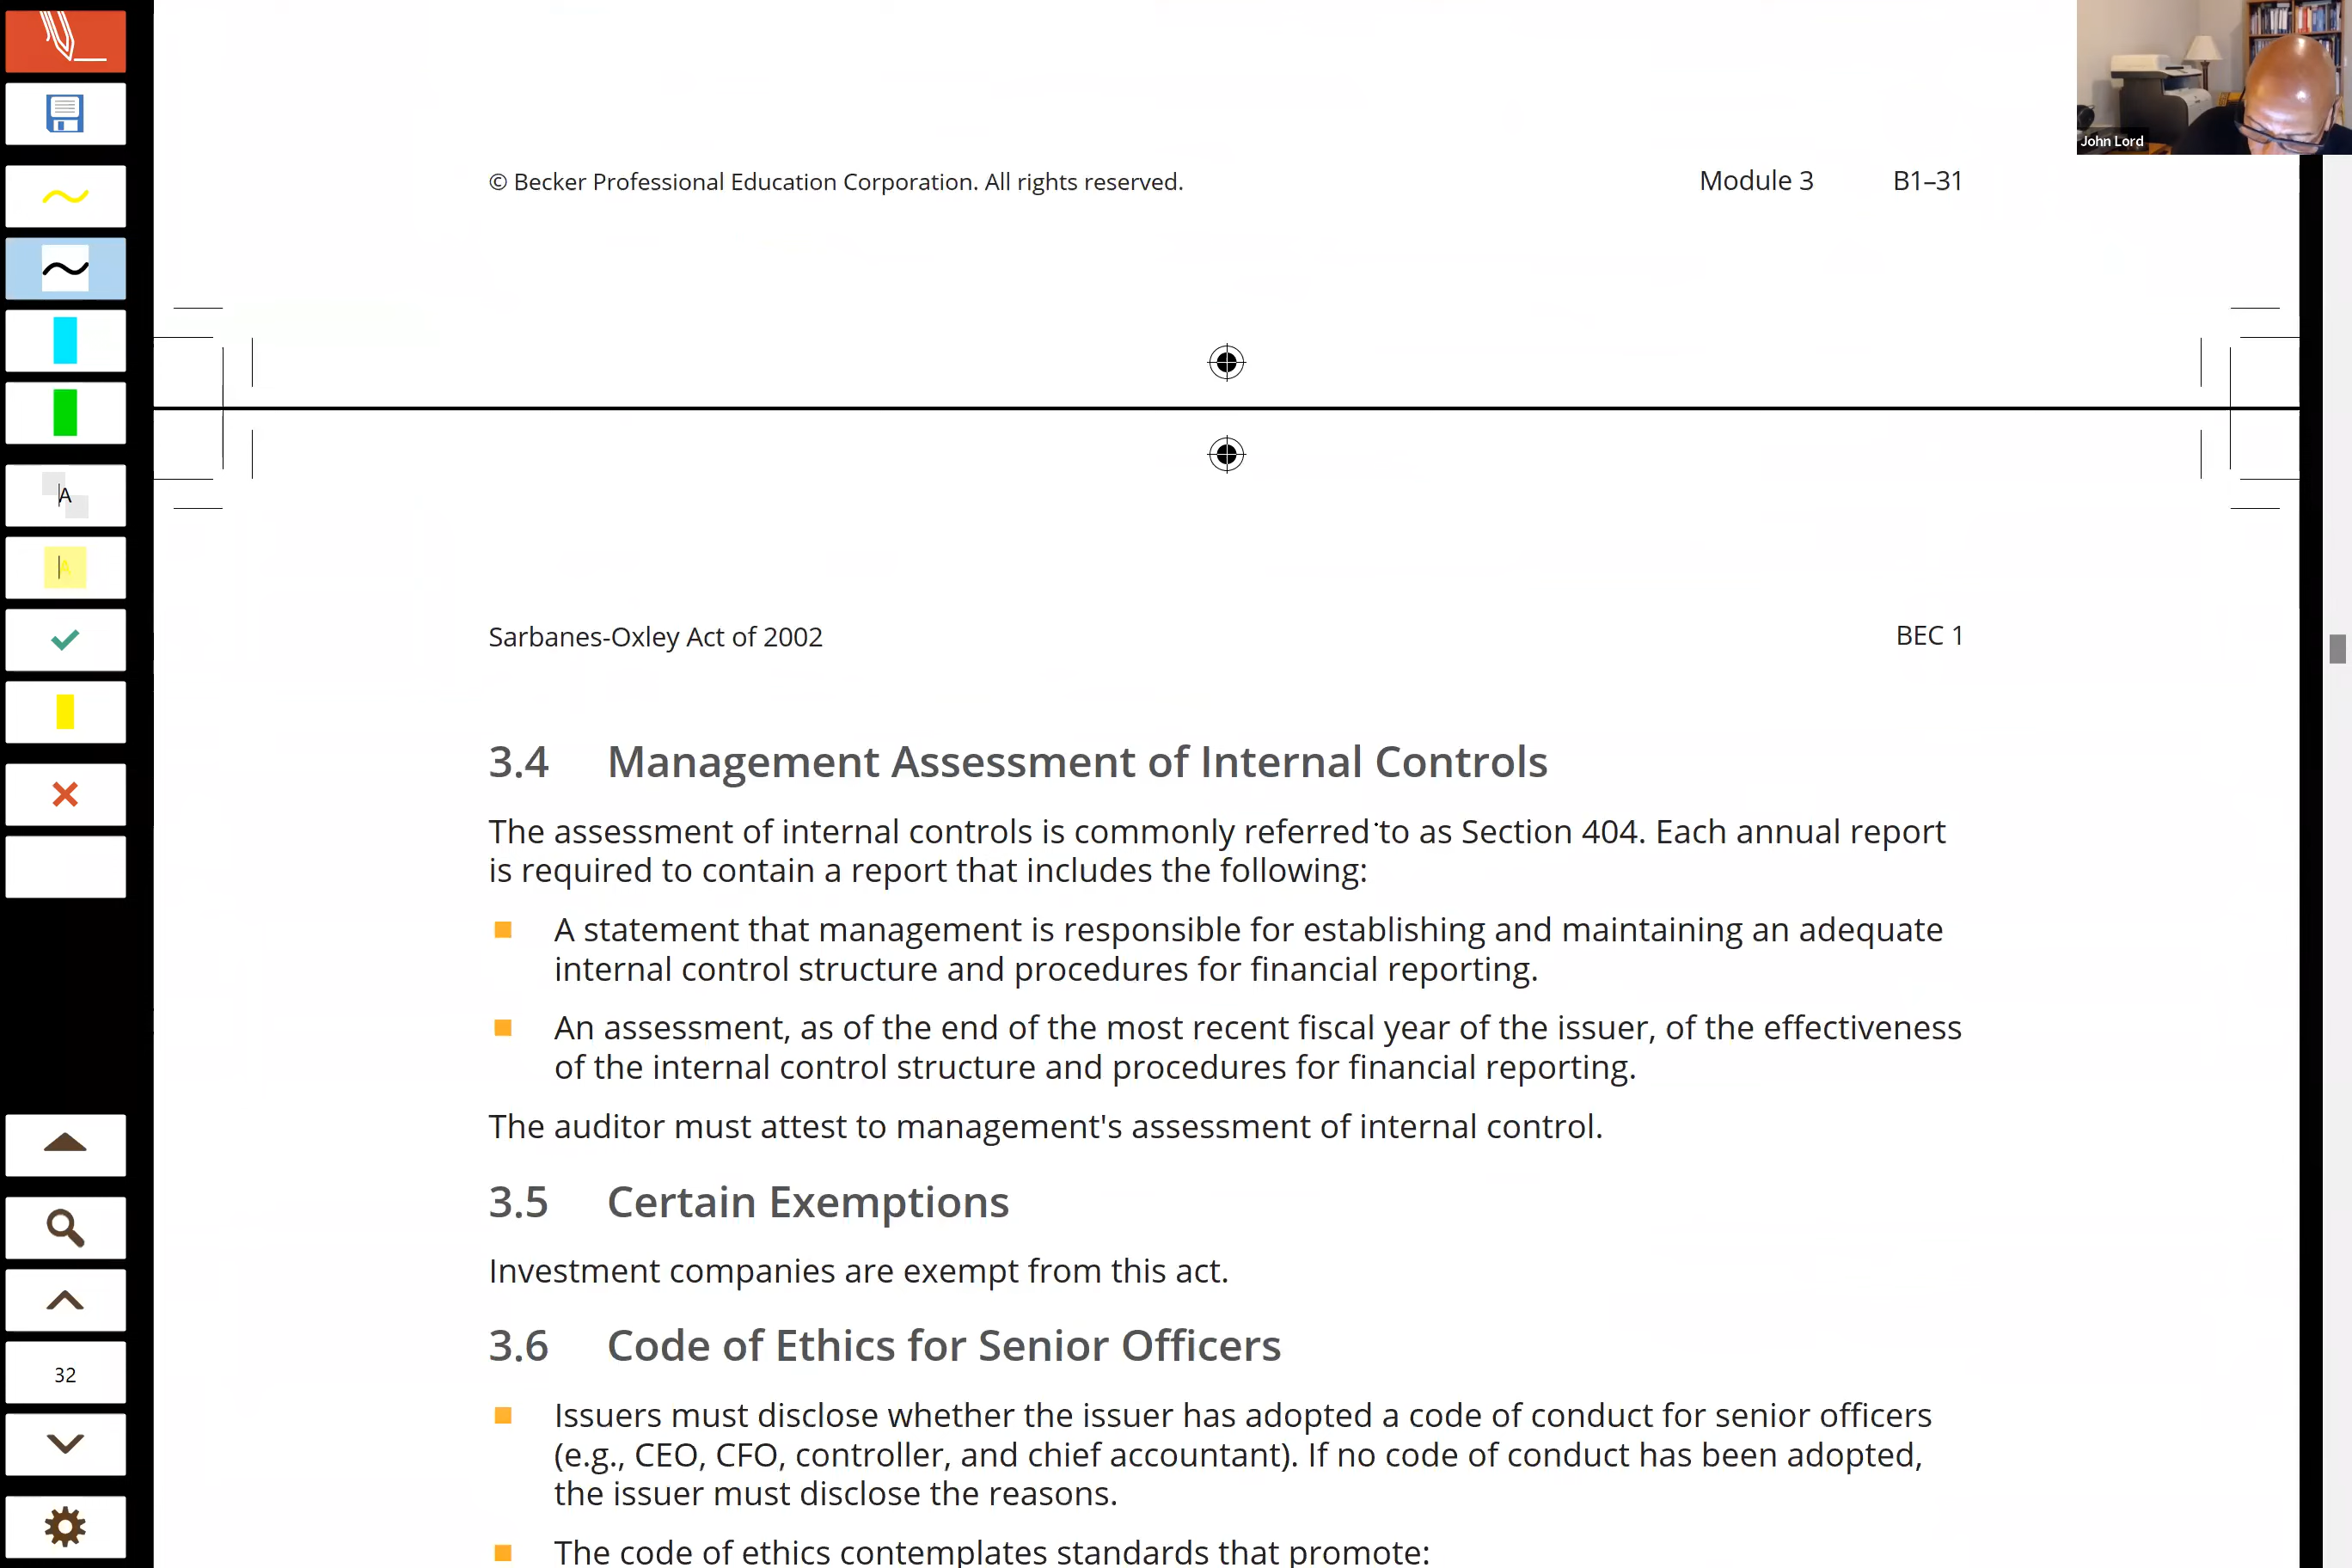 John Lord
© Becker Professional Education Corporation. All rights reserved. Module 3 B1–31
Sarbanes-Oxley Act of 2002 BEC 1
3.4 Management Assessment of Internal Controls
The assessment of internal controls is commonly referred to as Section 404. Each annual report
is required to contain a report that includes the following:
A statement that management is responsible for establishing and maintaining an adequate
internal control structure and procedures for financial reporting.
An assessment, as of the end of the most recent fiscal year of the issuer, of the effectiveness
of the internal control structure and procedures for financial reporting.
The auditor must attest to management's assessment of internal control.
3.5 Certain Exemptions
Investment companies are exempt from this act.
3.6 Code of Ethics for Senior Officers
Issuers must disclose whether the issuer has adopted a code of conduct for senior officers
(e.g., CEO, CFO, controller, and chief accountant). If no code of conduct has been adopted,
the issuer must disclose the reasons.
The code of ethics contemplates standards that promote:
A
A
32